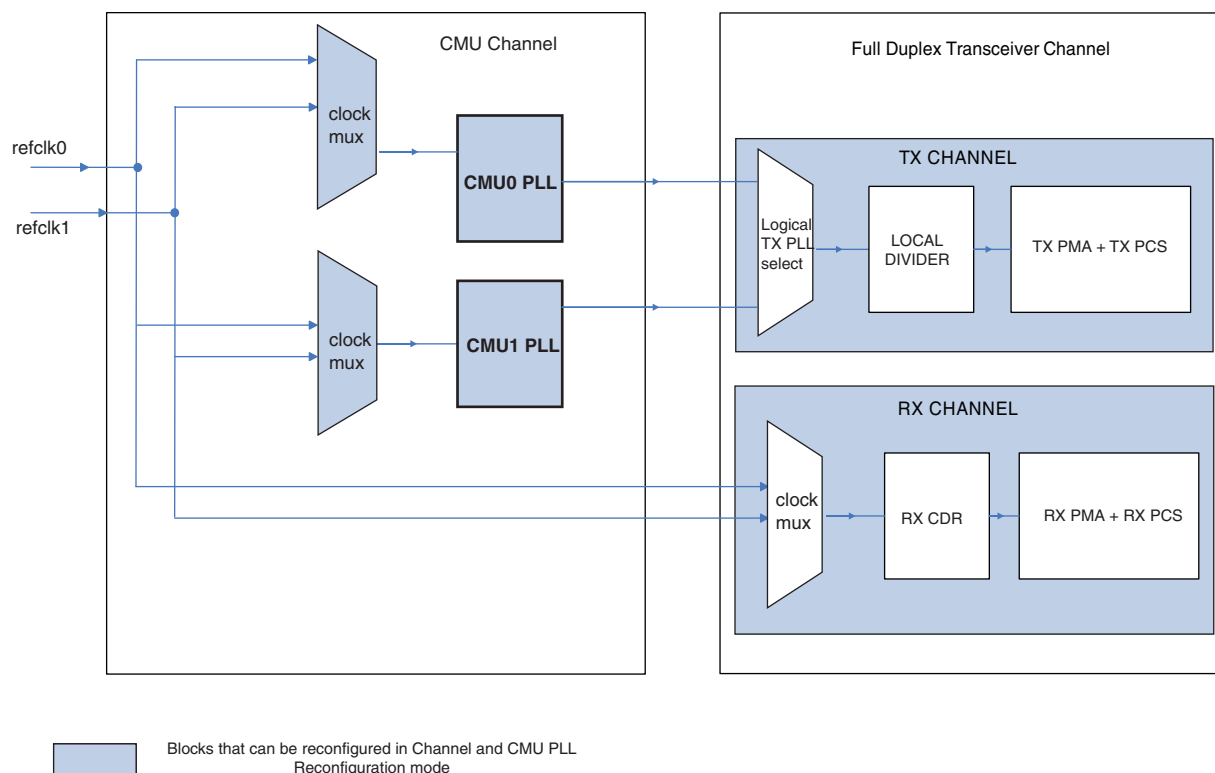 CMU Channel
Full Duplex Transceiver Channel
refclk0
refclk1
clock
mux
CMU0 PLL
clock
mux
CMU1 PLL
TX CHANNEL
Logical
TX PLL
select
LOCAL
DIVIDER
TX PMA + TX PCS
RX CHANNEL
clock
mux
RX CDR
RX PMA + RX PCS
Blocks that can be reconfigured in Channel and CMU PLL
Reconfiguration mode